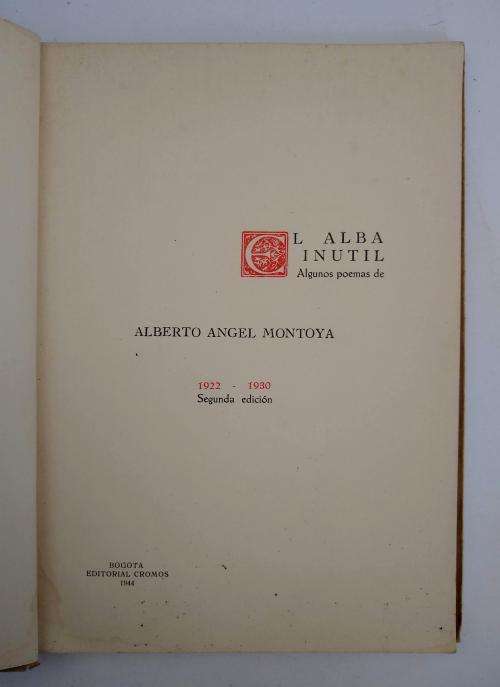 EL ALBA
INUTIL
Algunos poemas de
ALBERTO ANGEL MONTOYA
1922 - 1930
Segunda edición
BOGOTA
EDITORIAL CROMOS
1944